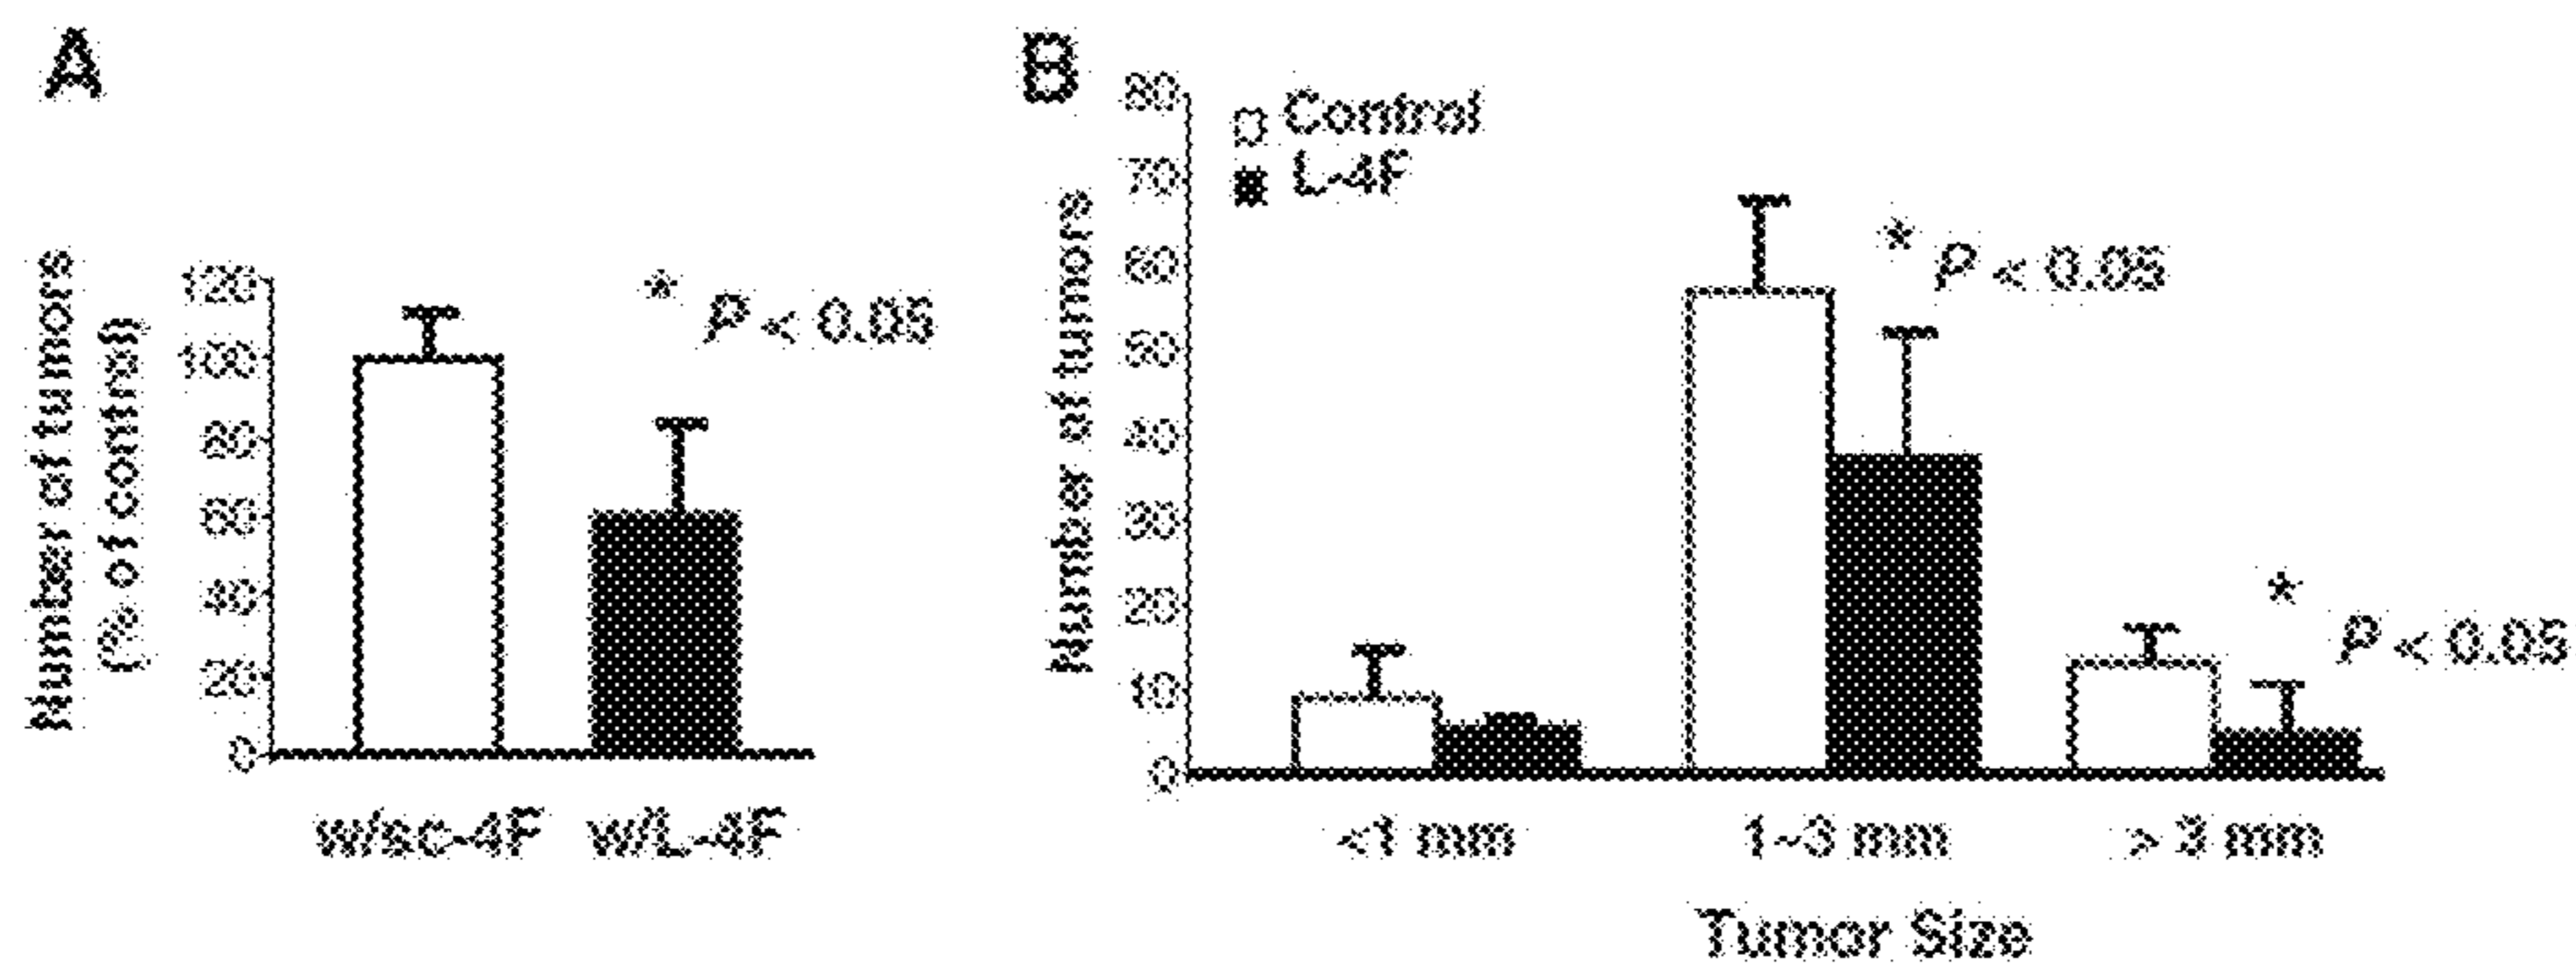 A
Number of tumors
(% of control)
120
100
80
60
40
20
0
* P < 0.05
w/sc-4F w/L-4F
B
Number of tumors
80
70
60
50
40
30
20
10
0
Control
L-4F
* P < 0.05
* P < 0.05
<1 mm 1~3 mm > 3 mm
Tumor Size